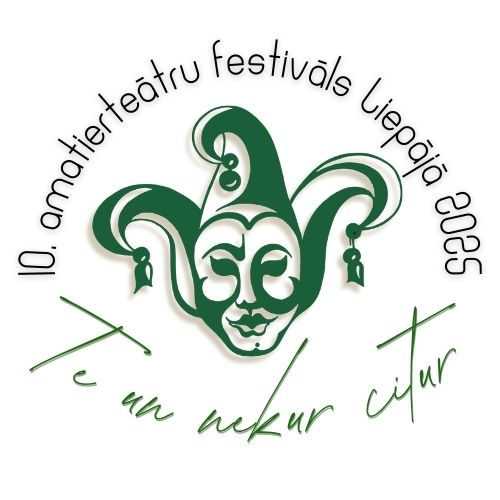 10. amatierteātru festivāls Liepājā 2025
Te un nekur citur